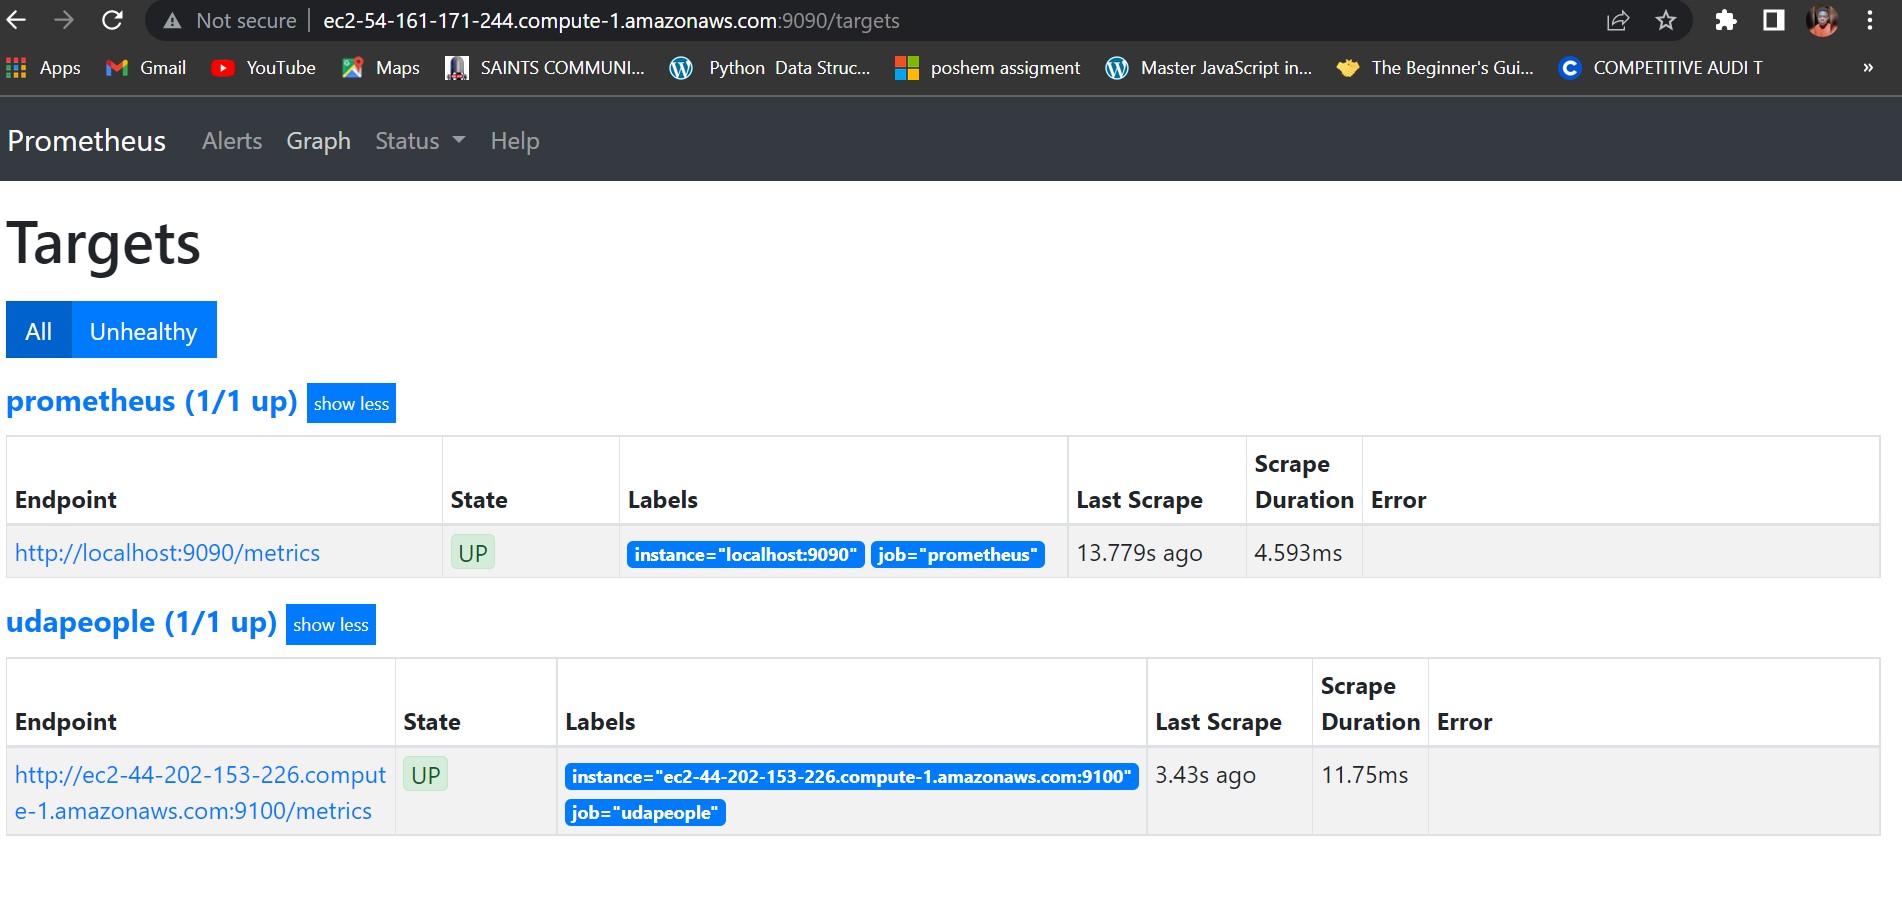 Not secure | ec2-54-161-171-244.compute-1.amazonaws.com:9090/targets
Apps Gmail YouTube Maps SAINTS COMMUNI... Python Data Struc... poshem assigment Master JavaScript in... The Beginner's Gui... COMPETITIVE AUDI T »
Prometheus Alerts Graph Status Help
Targets
All Unhealthy
prometheus (1/1 up) show less
Scrape
Endpoint State Labels Last Scrape Duration Error
http://localhost:9090/metrics UP instance="localhost:9090" job="prometheus" 13.779s ago 4.593ms
udapeople (1/1 up) show less
Scrape
Endpoint State Labels Last Scrape Duration Error
http://ec2-44-202-153-226.comput UP instance="ec2-44-202-153-226.compute-1.amazonaws.com:9100" 3.43s ago 11.75ms
e-1.amazonaws.com:9100/metrics job="udapeople"